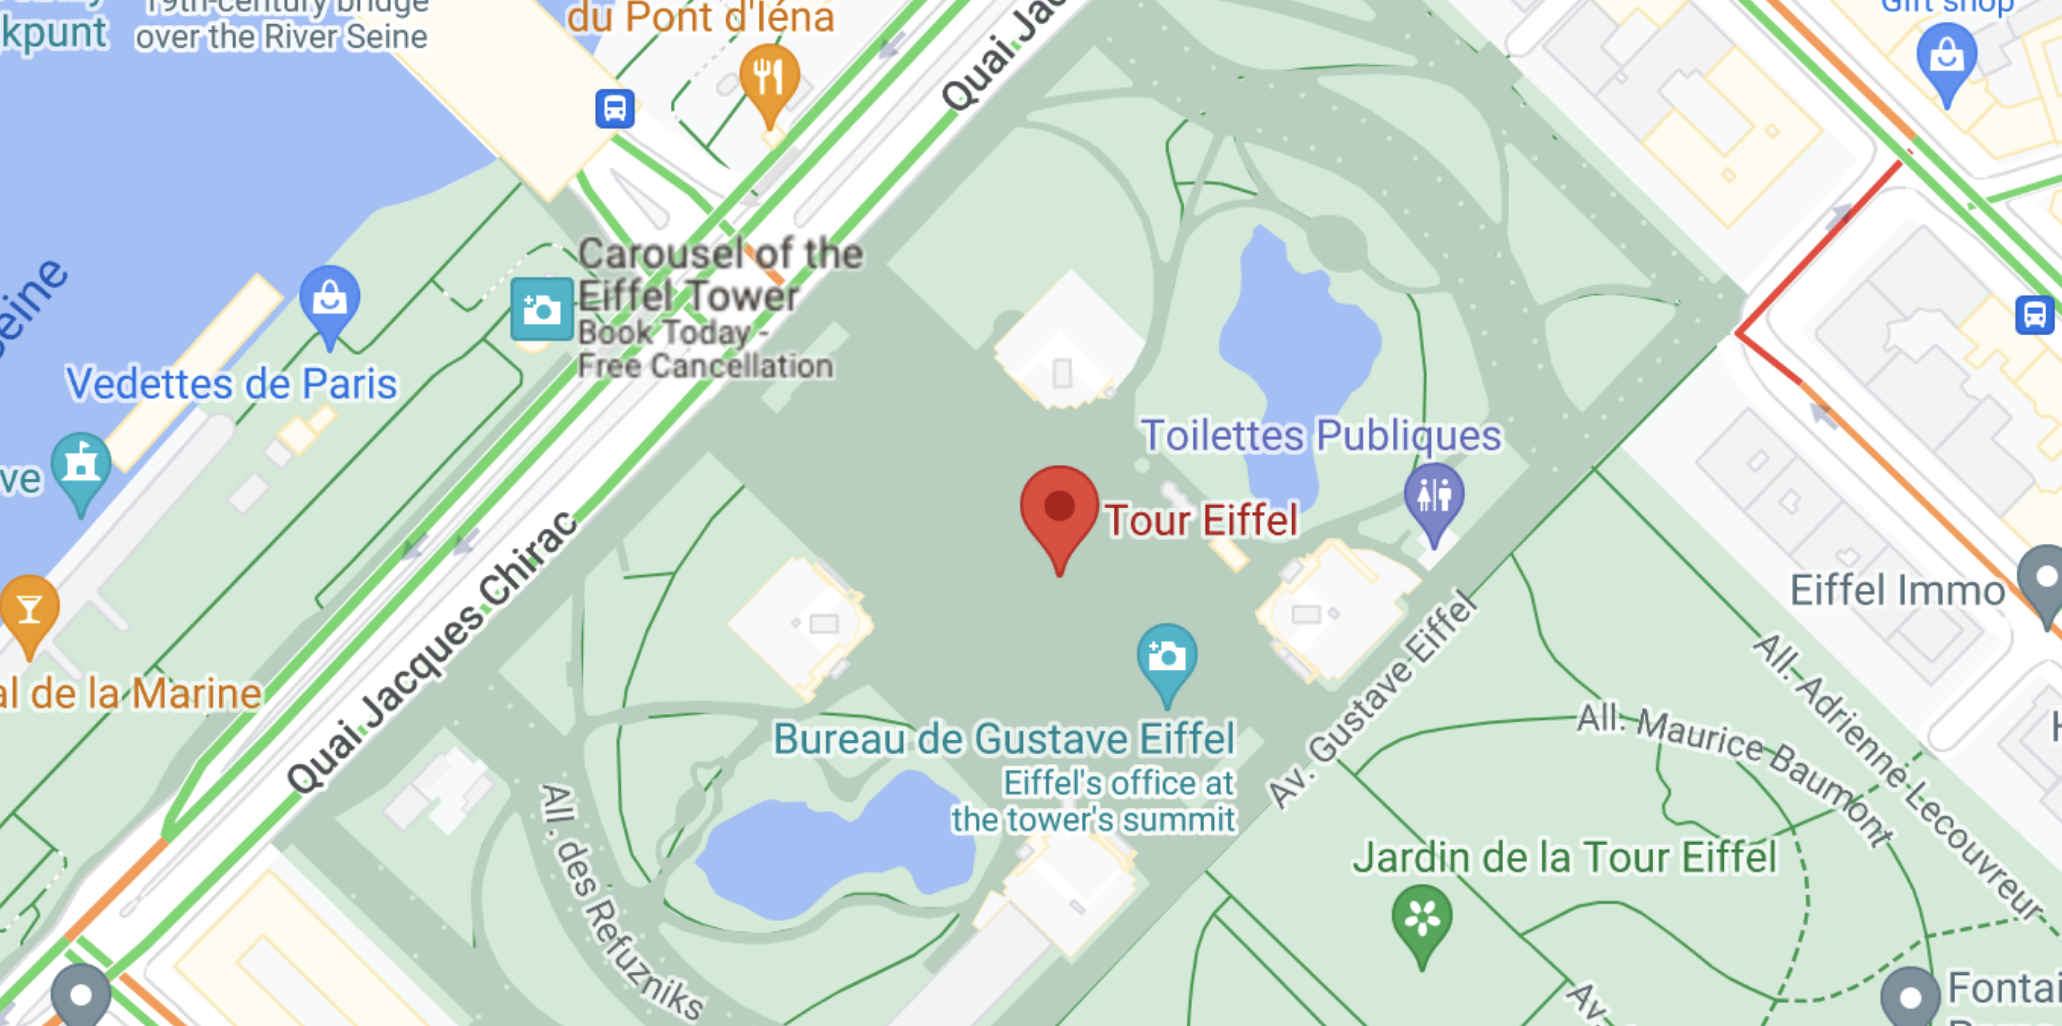 kpunt
19th-century bridge
over the River Seine
du Pont d'Iéna
Quai Jac
Gift shop
Carousel of the
Eiffel Tower
Book Today -
Free Cancellation
eine
Vedettes de Paris
ve
Toilettes Publiques
Tour Eiffel
Eiffel Immo
Quai Jacques Chirac
al de la Marine
Bureau de Gustave Eiffel
Eiffel's office at
the tower's summit
Av. Gustave Eiffel
All. Maurice Baumont
All. Adrienne Lecouvreur
H
All. des Refuzniks
Jardin de la Tour Eiffel
Av.
Fontai